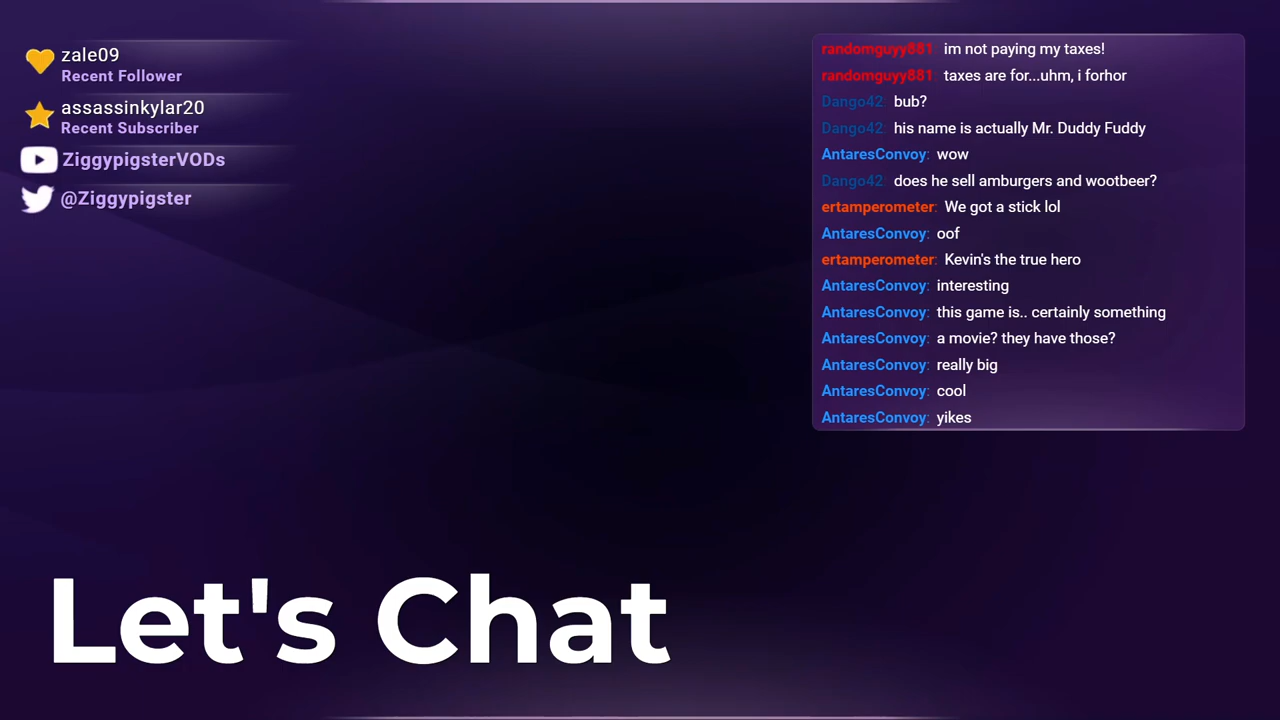 zale09
Recent Follower
assassinkylar20
Recent Subscriber
ZiggypigsterVODs
@Ziggypigster
randomguyy881: im not paying my taxes!
randomguyy881: taxes are for...uhm, i forhor
Dango42: bub?
Dango42: his name is actually Mr. Duddy Fuddy
AntaresConvoy: wow
Dango42: does he sell amburgers and wootbeer?
ertamperometer: We got a stick lol
AntaresConvoy: oof
ertamperometer: Kevin's the true hero
AntaresConvoy: interesting
AntaresConvoy: this game is.. certainly something
AntaresConvoy: a movie? they have those?
AntaresConvoy: really big
AntaresConvoy: cool
AntaresConvoy: yikes
Let's Chat